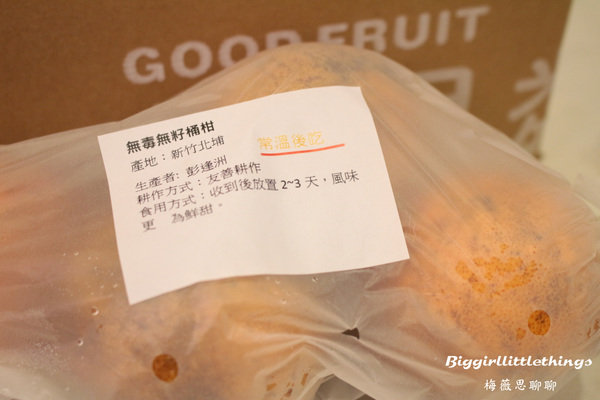 GOOD FRUIT
無毒無籽桶柑
產地：新竹北埔
常溫後吃
生產者: 彭逢洲
耕作方式：友善耕作
食用方式：收到後放置 2~3 天，風味
更 為鮮甜。
Biggirllittlethings
梅薇思聊聊